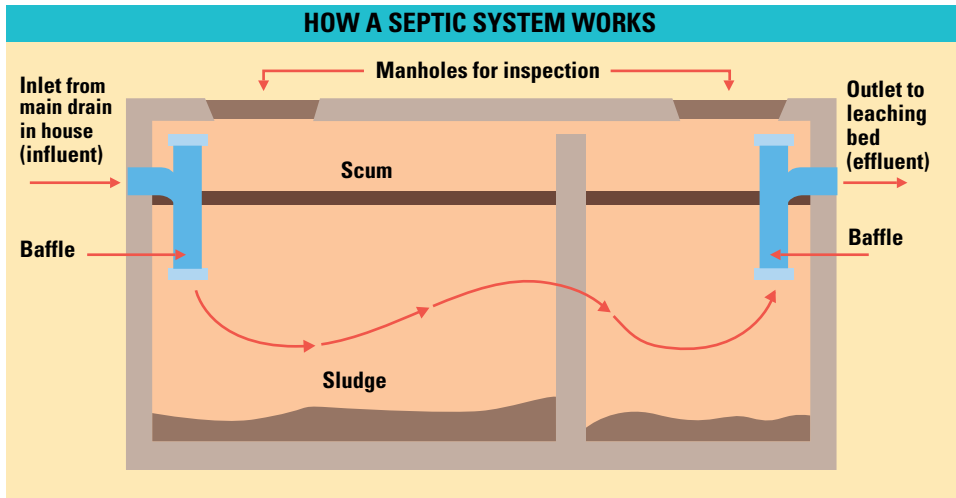 HOW A SEPTIC SYSTEM WORKS
Manholes for inspection
Inlet from
main drain
in house
(influent)
Outlet to
leaching
bed
(effluent)
Scum
Baffle
Baffle
Sludge